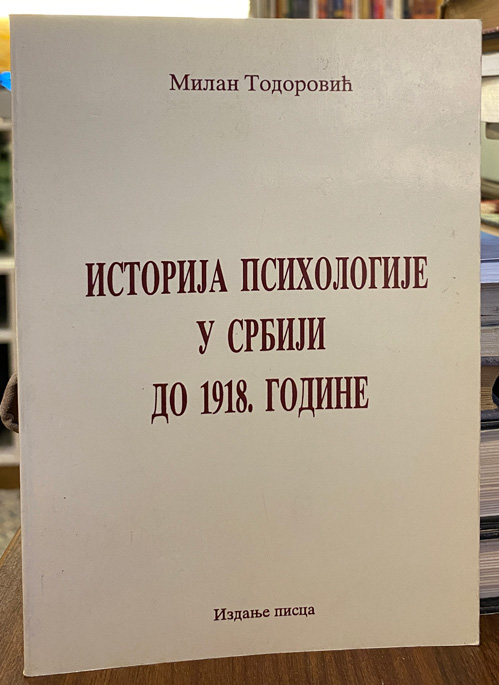 Милан Тодоровић
ИСТОРИЈА ПСИХОЛОГИЈЕ
У СРБИЈИ
ДО 1918. ГОДИНЕ
Издање писца